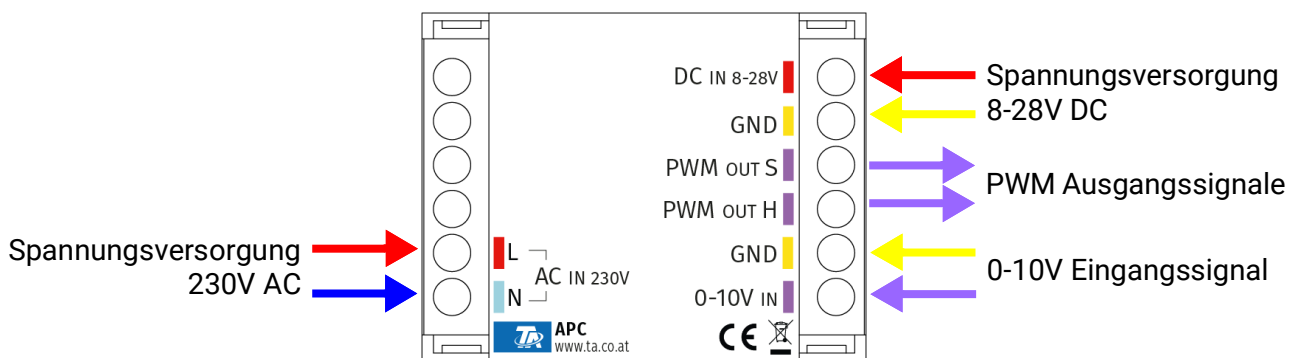 DC IN 8-28V
GND
PWM OUT S
PWM OUT H
GND
0-10V IN
Spannungsversorgung
8-28V DC
PWM Ausgangssignale
0-10V Eingangssignal
Spannungsversorgung
230V AC
L
N
AC IN 230V
TA
APC
www.ta.co.at
CE